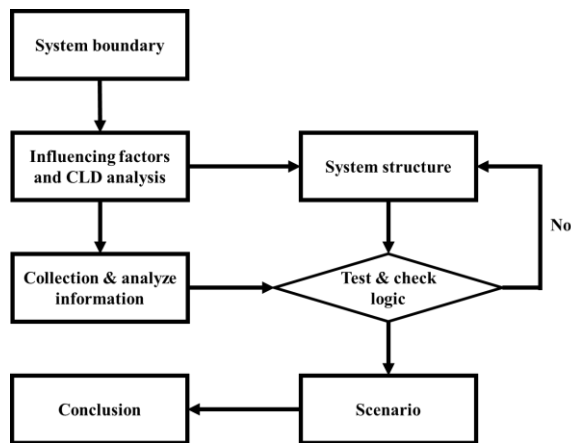 System boundary
Influencing factors
and CLD analysis
System structure
No
Collection & analyze
information
Test & check
logic
Conclusion
Scenario